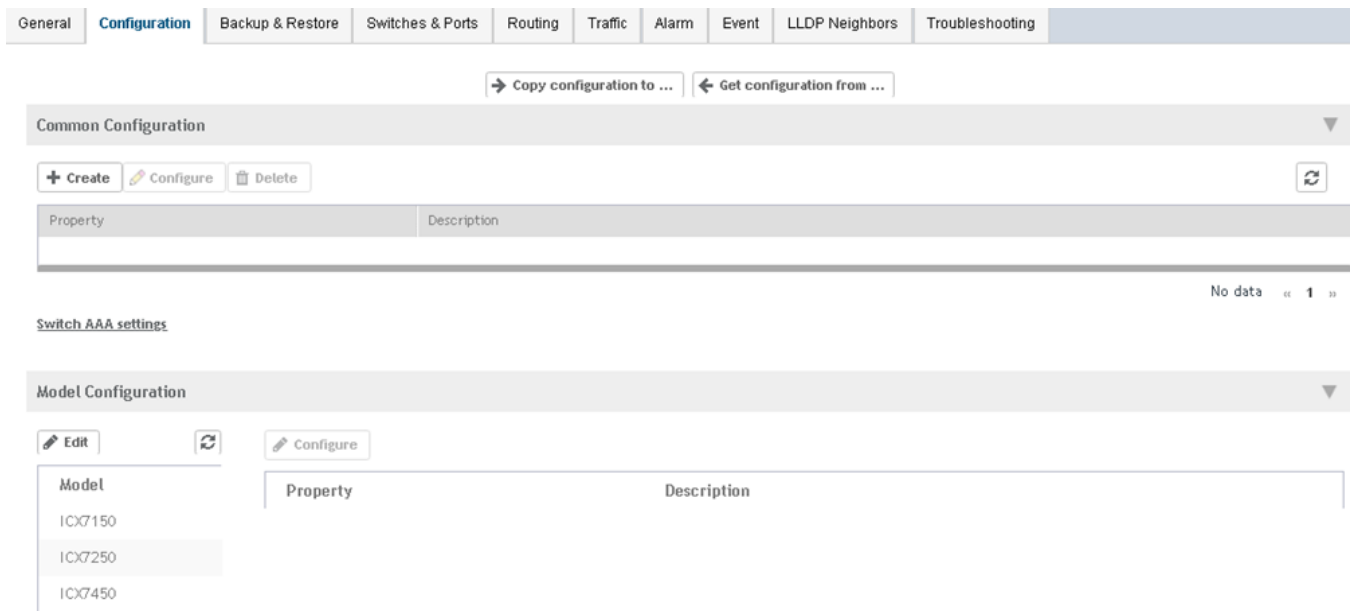 General Configuration Backup & Restore Switches & Ports Routing Traffic Alarm Event LLDP Neighbors Troubleshooting
Copy configuration to ... Get configuration from ...
Common Configuration
Create Configure Delete
Property Description
No data « 1 »
Switch AAA settings
Model Configuration
Edit Configure
Model Property Description
ICX7150
ICX7250
ICX7450